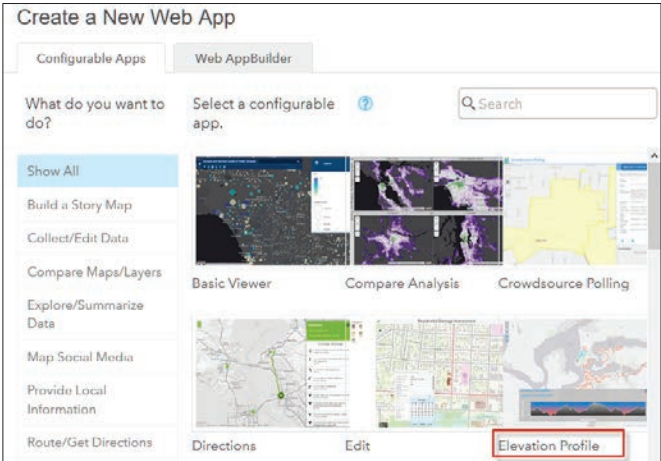 Create a New Web App
Configurable Apps
Web AppBuilder
What do you want to
do?
Select a configurable
app.
?
Search
Show All
Build a Story Map
Collect/Edit Data
Compare Maps/Layers
Explore/Summarize
Data
Map Social Media
Provide Local
Information
Route/Get Directions
Basic Viewer
Compare Analysis
Crowdsource Polling
Directions
Edit
Elevation Profile